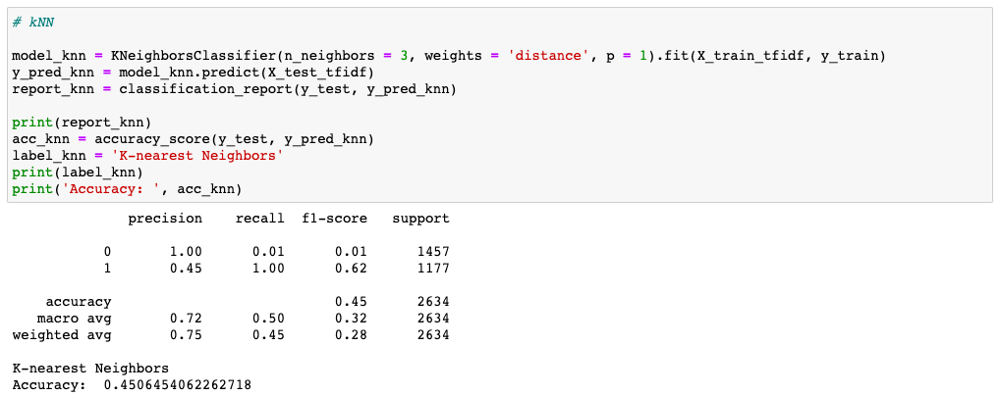 # kNN
model_knn = KNeighborsClassifier(n_neighbors = 3, weights = 'distance', p = 1).fit(X_train_tfidf, y_train)
y_pred_knn = model_knn.predict(X_test_tfidf)
report_knn = classification_report(y_test, y_pred_knn)
print(report_knn)
acc_knn = accuracy_score(y_test, y_pred_knn)
label_knn = 'K-nearest Neighbors'
print(label_knn)
print('Accuracy: ', acc_knn)
precision recall f1-score support
0 1.00 0.01 0.01 1457
1 0.45 1.00 0.62 1177
accuracy 0.45 2634
macro avg 0.72 0.50 0.32 2634
weighted avg 0.75 0.45 0.28 2634
K-nearest Neighbors
Accuracy: 0.4506454062262718